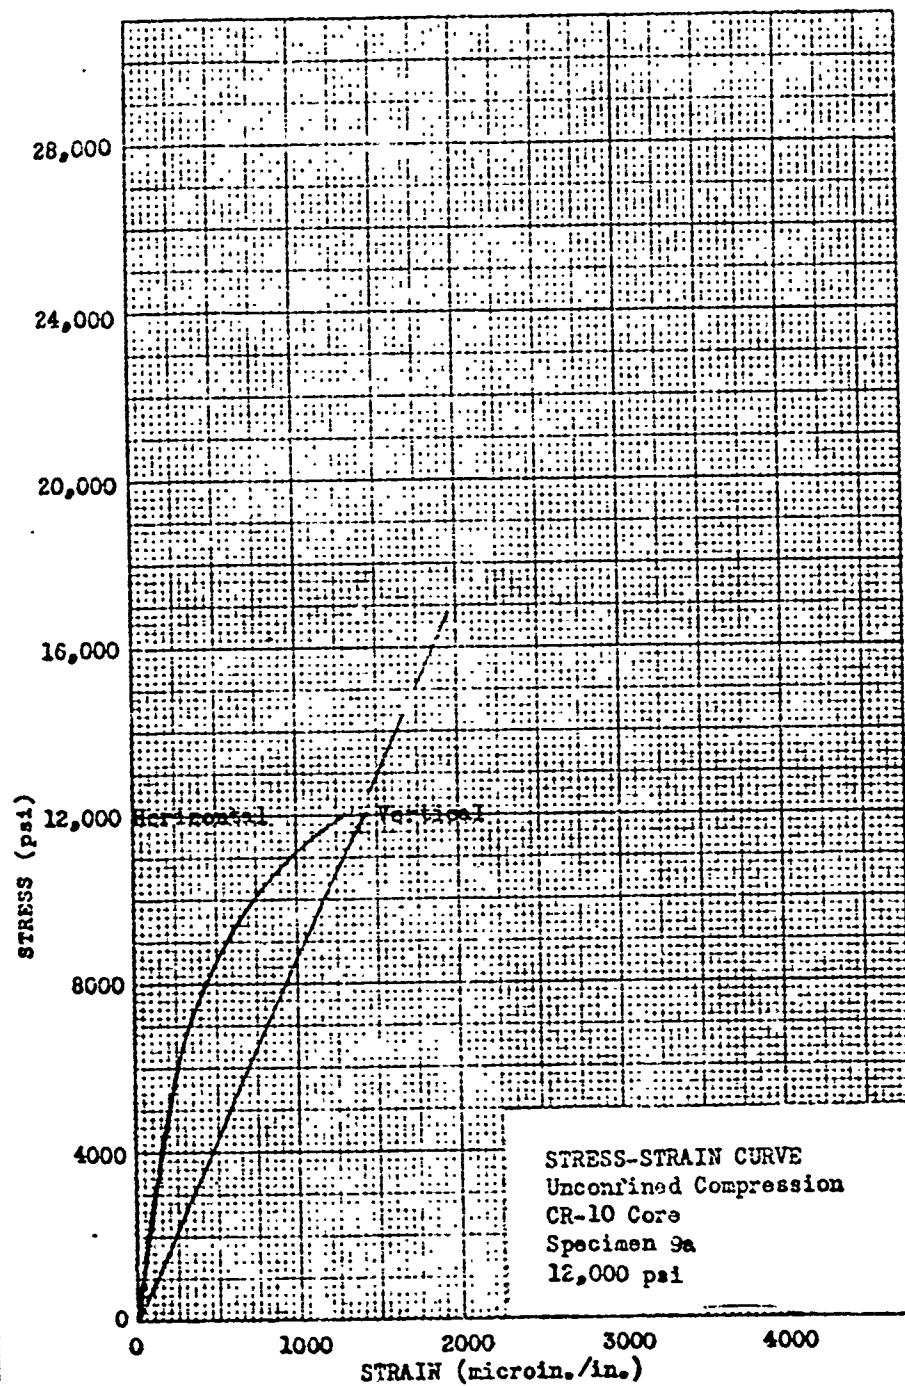 28,000
24,000
20,000
16,000
12,000
Horizontal
Vertical
8000
4000
0
STRESS (psi)
STRESS-STRAIN CURVE
Unconfined Compression
CR-10 Core
Specimen 9a
12,000 psi
0 1000 2000 3000 4000
STRAIN (microin./in.)